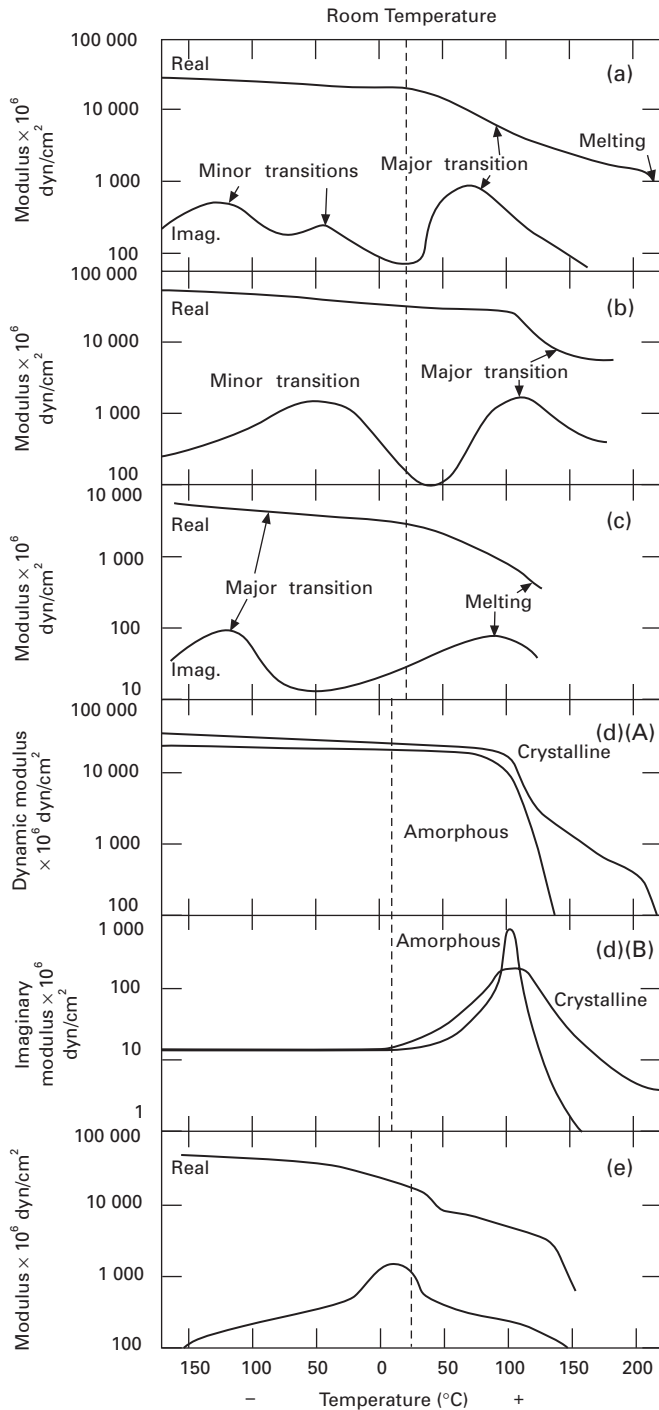 Room Temperature
100 000
10 000
1 000
100
Modulus × 10⁶
dyn/cm²
Real
Imag.
Minor transitions
Major
transition
Melting
(a)
100 000
10 000
1 000
100
Modulus × 10⁶
dyn/cm²
Real
Minor transition
Major
transition
(b)
10 000
1 000
100
10
Modulus × 10⁶
dyn/cm²
Real
Imag.
Major transition
Melting
(c)
100 000
10 000
1 000
100
Dynamic modulus
× 10⁶ dyn/cm²
Crystalline
Amorphous
(d)(A)
1 000
100
10
1
Imaginary
modulus × 10⁶
dyn/cm²
Amorphous
Crystalline
(d)(B)
100 000
10 000
1 000
100
Modulus × 10⁶ dyn/cm²
Real
(e)
150 100 50 0 50 100 150 200
− Temperature (°C) +